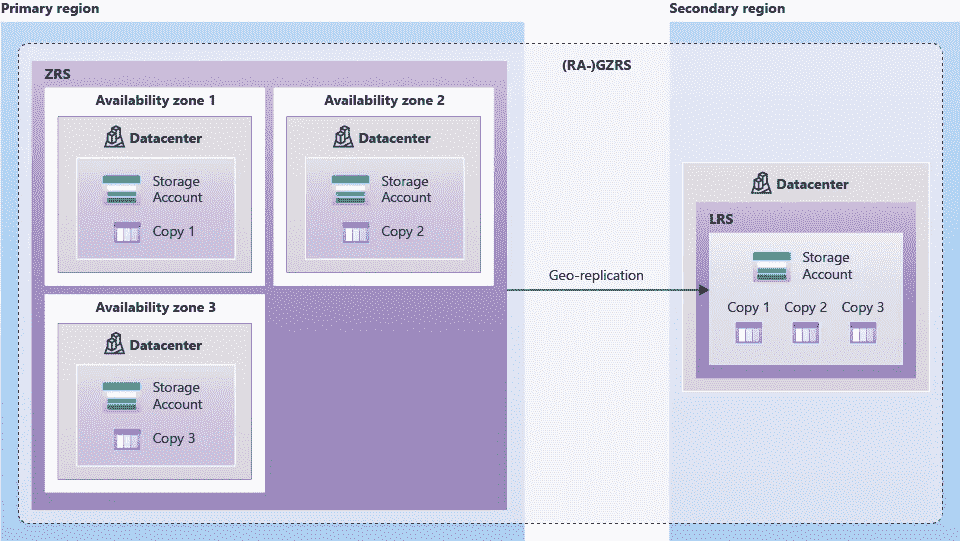 Primary region
Secondary region
(RA-)GZRS
ZRS
Availability zone 1
Datacenter
Storage
Account
Copy 1
Availability zone 2
Datacenter
Storage
Account
Copy 2
Availability zone 3
Datacenter
Storage
Account
Copy 3
Geo-replication
Datacenter
LRS
Storage
Account
Copy 1 Copy 2 Copy 3